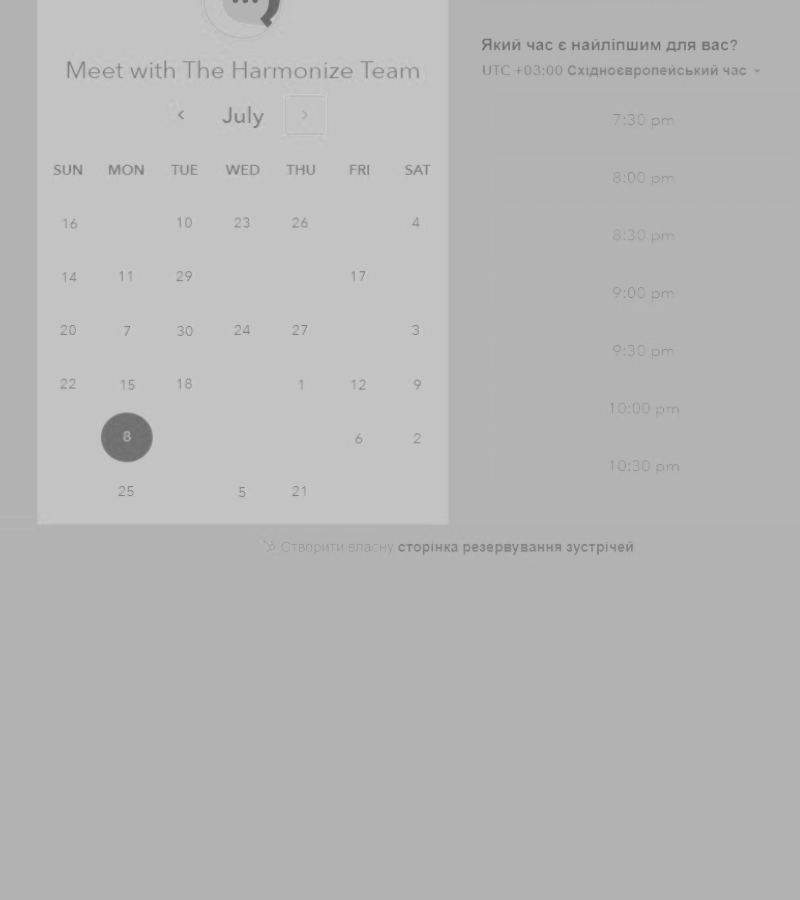 Який час є найліпшим для вас?
Meet with The Harmonize Team
UTC +03:00 Східноєвропейський час
July
7:30 pm
SUN MON TUE WED THU FRI SAT
8:00 pm
16 10 23 26 4
8:30 pm
14 11 29 17
9:00 pm
20 7 30 24 27 3
9:30 pm
22 15 18 1 12 9
10:00 pm
8 6 2
10:30 pm
25 5 21
Створити власну сторінка резервування зустрічей